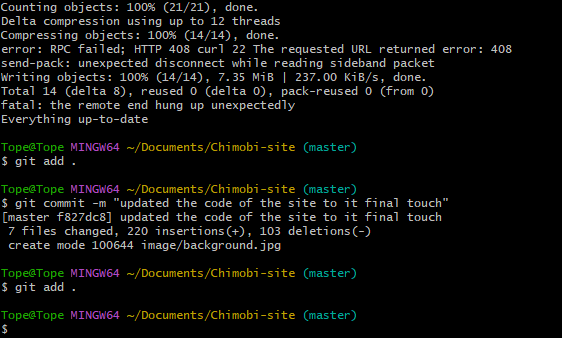 Counting objects: 100% (21/21), done.
Delta compression using up to 12 threads
Compressing objects: 100% (14/14), done.
error: RPC failed; HTTP 408 curl 22 The requested URL returned error: 408
send-pack: unexpected disconnect while reading sideband packet
Writing objects: 100% (14/14), 7.35 MiB | 237.00 KiB/s, done.
Total 14 (delta 8), reused 0 (delta 0), pack-reused 0 (from 0)
fatal: the remote end hung up unexpectedly
Everything up-to-date
Tope@Tope MINGW64 ~/Documents/Chimobi-site (master)
$ git add .
Tope@Tope MINGW64 ~/Documents/Chimobi-site (master)
$ git commit -m "updated the code of the site to it final touch"
[master f827dc8] updated the code of the site to it final touch
7 files changed, 220 insertions(+), 103 deletions(-)
create mode 100644 image/background.jpg
Tope@Tope MINGW64 ~/Documents/Chimobi-site (master)
$ git add .
Tope@Tope MINGW64 ~/Documents/Chimobi-site (master)
$